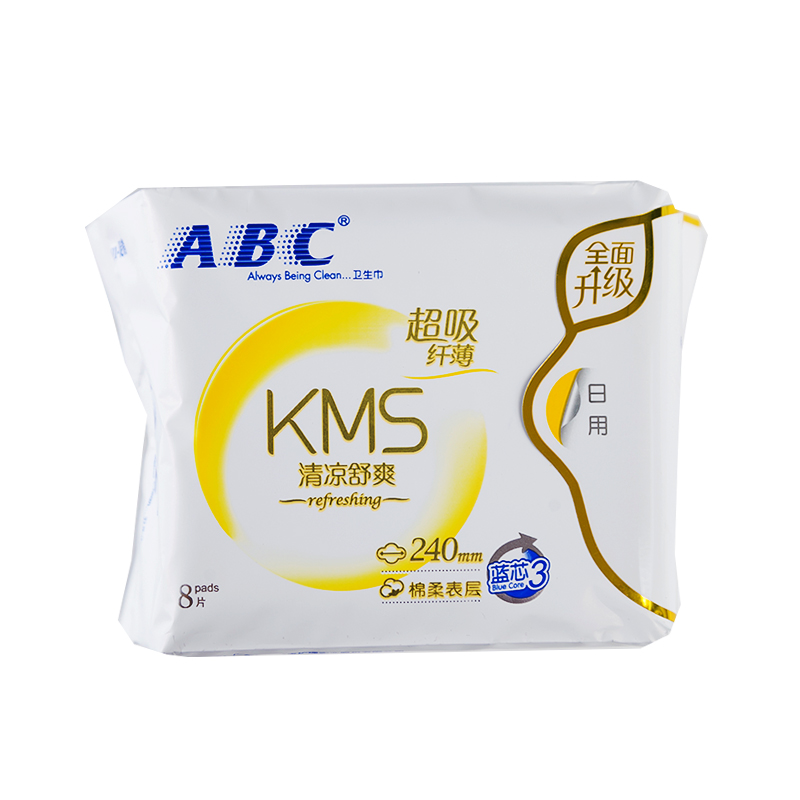 ABC®
Always Being Clean...卫生巾
全面
升级
超吸
纤薄
日用
KMS
清凉舒爽
refreshing
240mm
棉柔表层
蓝芯3
Blue Core
8 pads
片